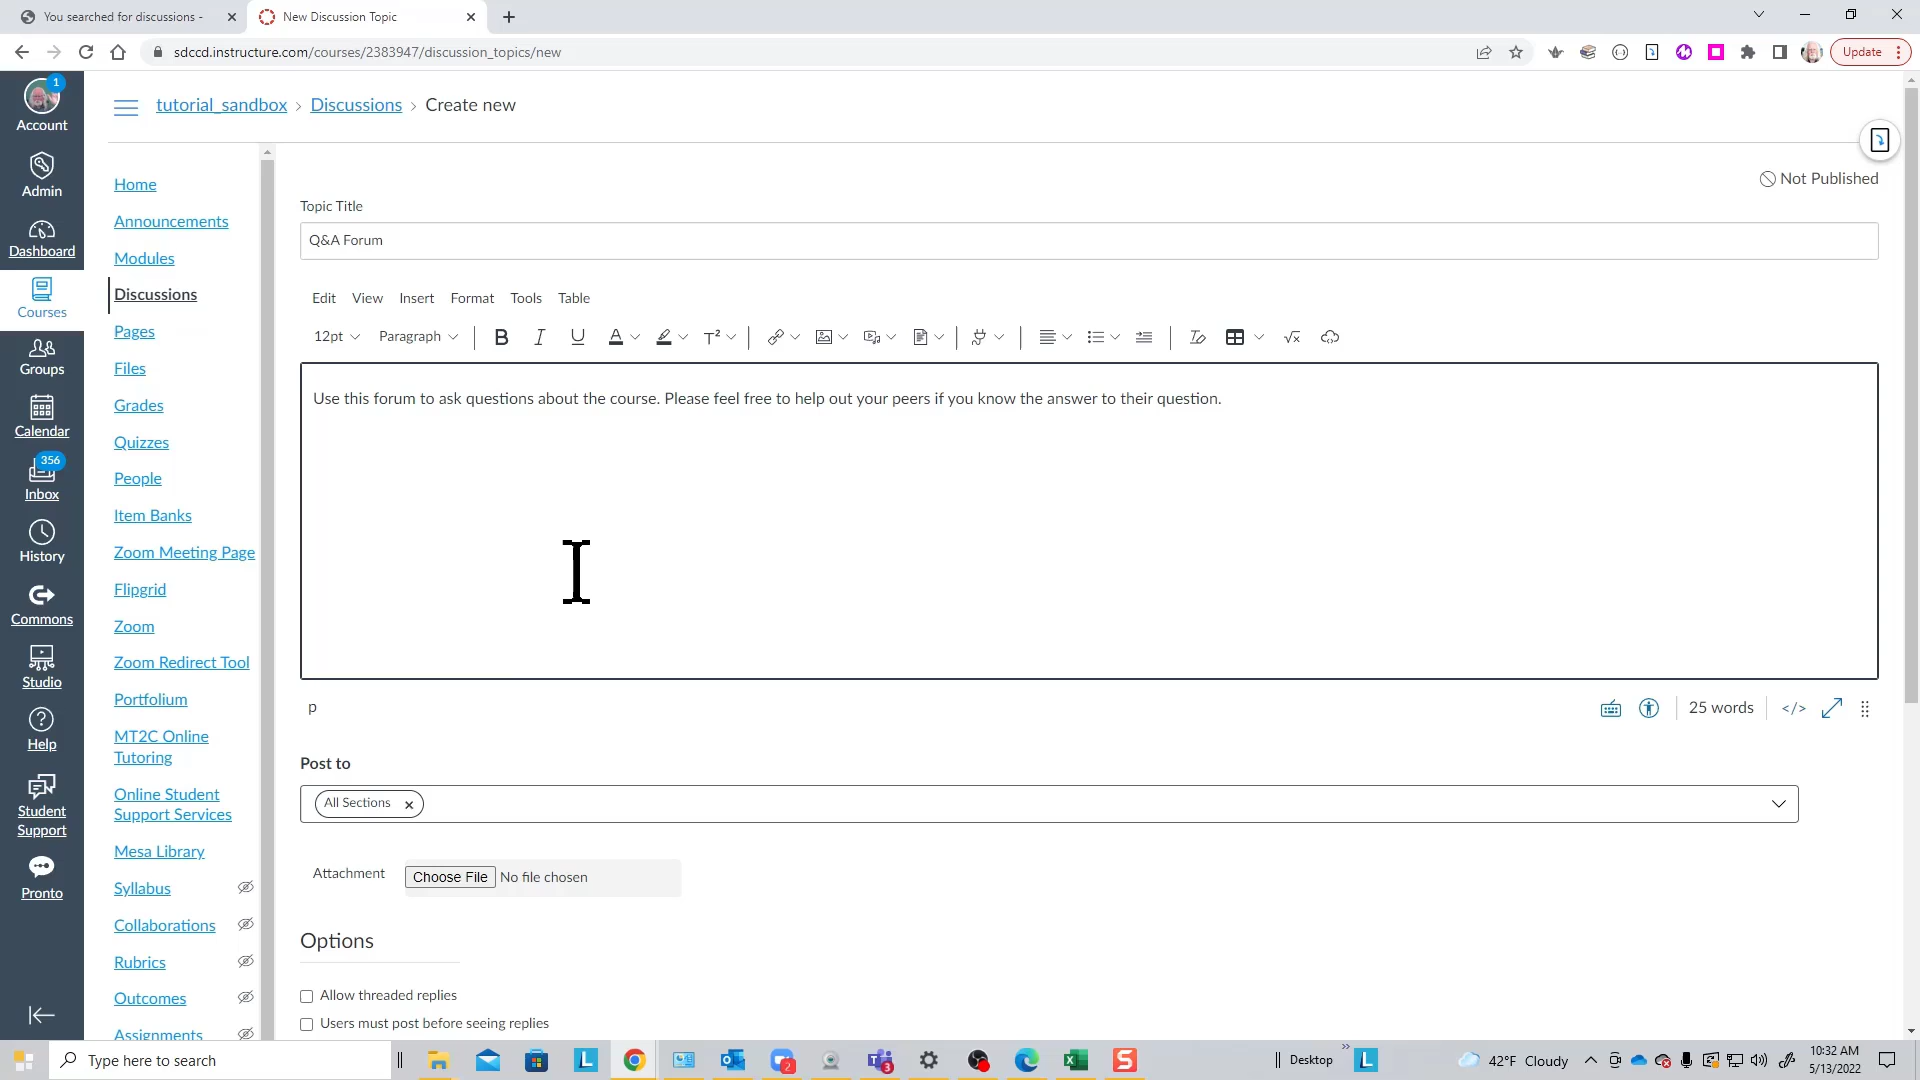 You searched for discussions -
New Discussion Topic
sdccd.instructure.com/courses/2383947/discussion_topics/new
Update
1
Account
Admin
Dashboard
Courses
Groups
Calendar
356
Inbox
History
Commons
Studio
Help
Student
Support
Pronto
tutorial_sandbox > Discussions > Create new
Home
Announcements
Modules
Discussions
Pages
Files
Grades
Quizzes
People
Item Banks
Zoom Meeting Page
Flipgrid
Zoom
Zoom Redirect Tool
Portfolium
MT2C Online
Tutoring
Online Student
Support Services
Mesa Library
Syllabus
Collaborations
Rubrics
Outcomes
Assignments
Not Published
Topic Title
Q&A Forum
Edit View Insert Format Tools Table
12pt Paragraph B I U A T² √x
Use this forum to ask questions about the course. Please feel free to help out your peers if you know the answer to their question.
p
25 words </>
Post to
All Sections
Attachment Choose File No file chosen
Options
Allow threaded replies
Users must post before seeing replies
Type here to search
L
2
3
S
Desktop
L
42°F Cloudy
10:32 AM
5/13/2022